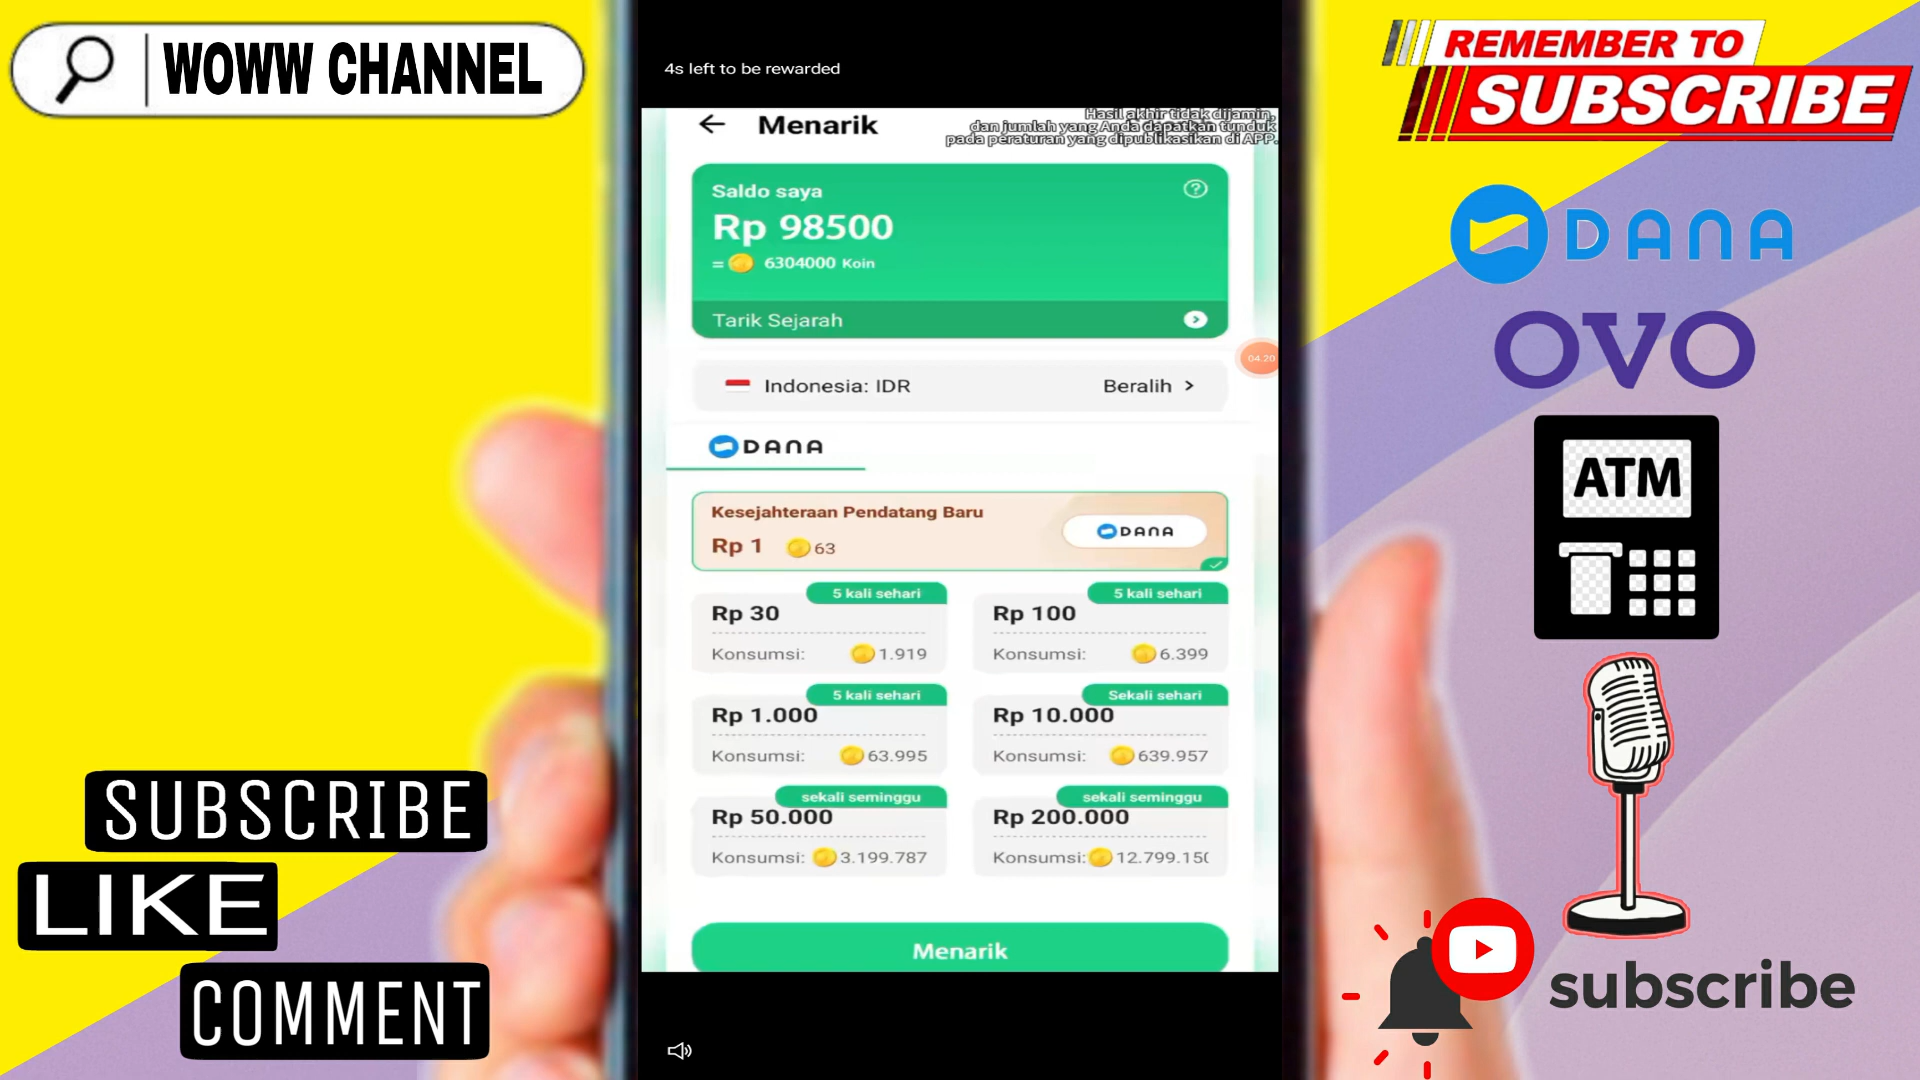 WOWW CHANNEL
4s left to be rewarded
REMEMBER TO
SUBSCRIBE
Menarik
Hasil akhir tidak dijamin,
dan jumlah yang Anda dapatkan tunduk
pada peraturan yang dipublikasikan di APP.
Saldo saya
Rp 98500
= 6304000 Koin
Tarik Sejarah
04:20
Indonesia: IDR
Beralih >
DANA
Kesejahteraan Pendatang Baru
Rp 1 63
DANA
5 kali sehari
Rp 30
Konsumsi: 1.919
5 kali sehari
Rp 100
Konsumsi: 6.399
5 kali sehari
Rp 1.000
Konsumsi: 63.995
Sekali sehari
Rp 10.000
Konsumsi: 639.957
sekali seminggu
Rp 50.000
Konsumsi: 3.199.787
sekali seminggu
Rp 200.000
Konsumsi: 12.799.15
Menarik
DANA
OVO
ATM
subscribe
SUBSCRIBE
LIKE
COMMENT